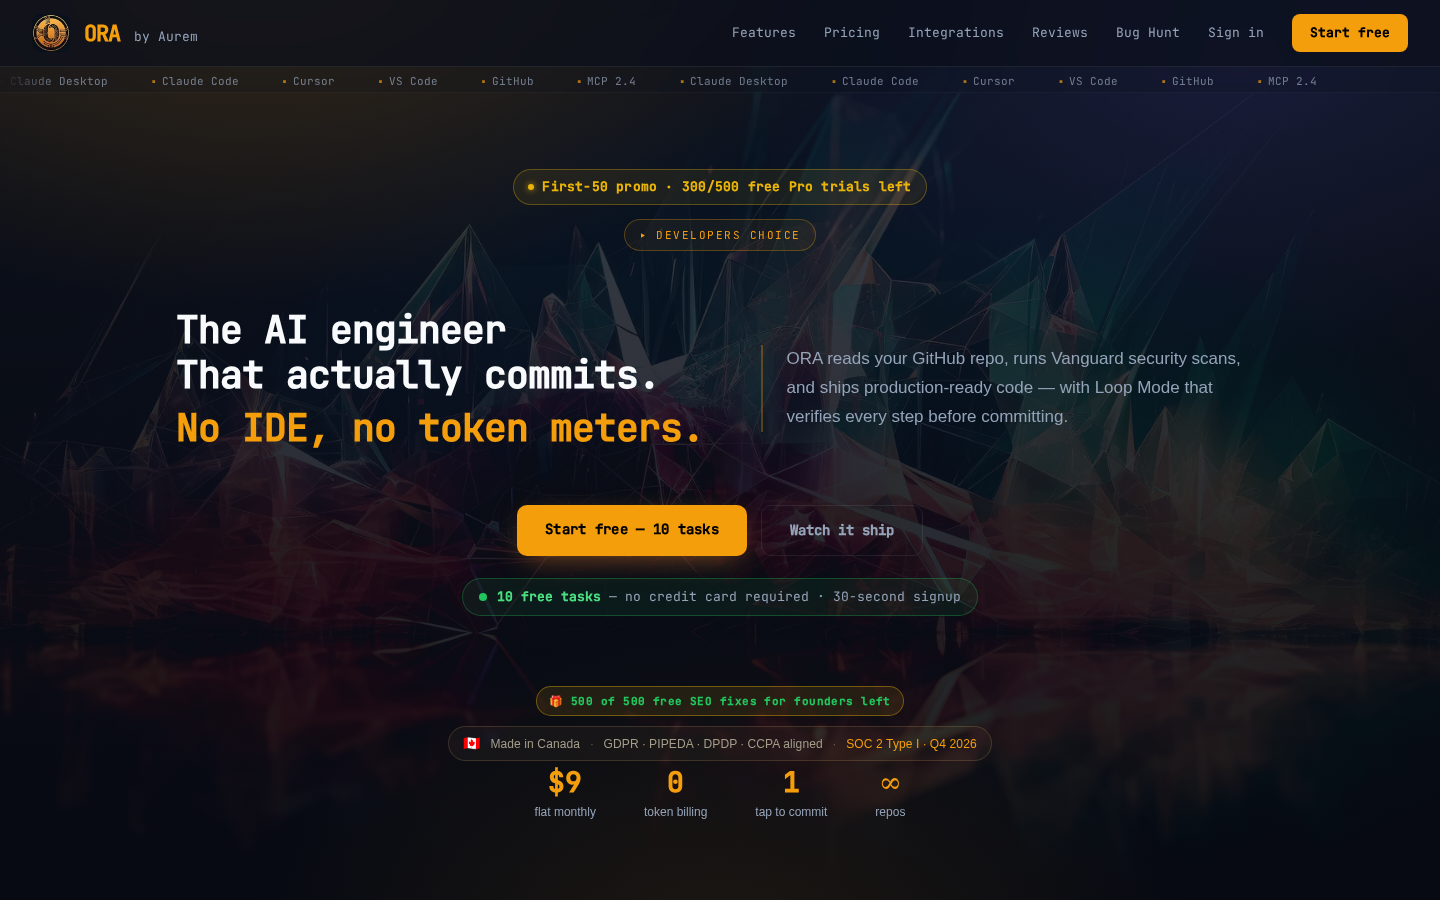 ORA by Aurem
Features Pricing Integrations Reviews Bug Hunt Sign in Start free
Claude Desktop ▪ Claude Code ▪ Cursor ▪ VS Code ▪ GitHub ▪ MCP 2.4 ▪ Claude Desktop ▪ Claude Code ▪ Cursor ▪ VS Code ▪ GitHub ▪ MCP 2.4
First-50 promo · 300/500 free Pro trials left
▸ DEVELOPERS CHOICE
The AI engineer
That actually commits.
No IDE, no token meters.
ORA reads your GitHub repo, runs Vanguard security scans,
and ships production-ready code — with Loop Mode that
verifies every step before committing.
Start free — 10 tasks
Watch it ship
10 free tasks — no credit card required · 30-second signup
🎁 500 of 500 free SEO fixes for founders left
🇨🇦 Made in Canada · GDPR · PIPEDA · DPDP · CCPA aligned · SOC 2 Type I · Q4 2026
$9 0 1 ∞
flat monthly token billing tap to commit repos